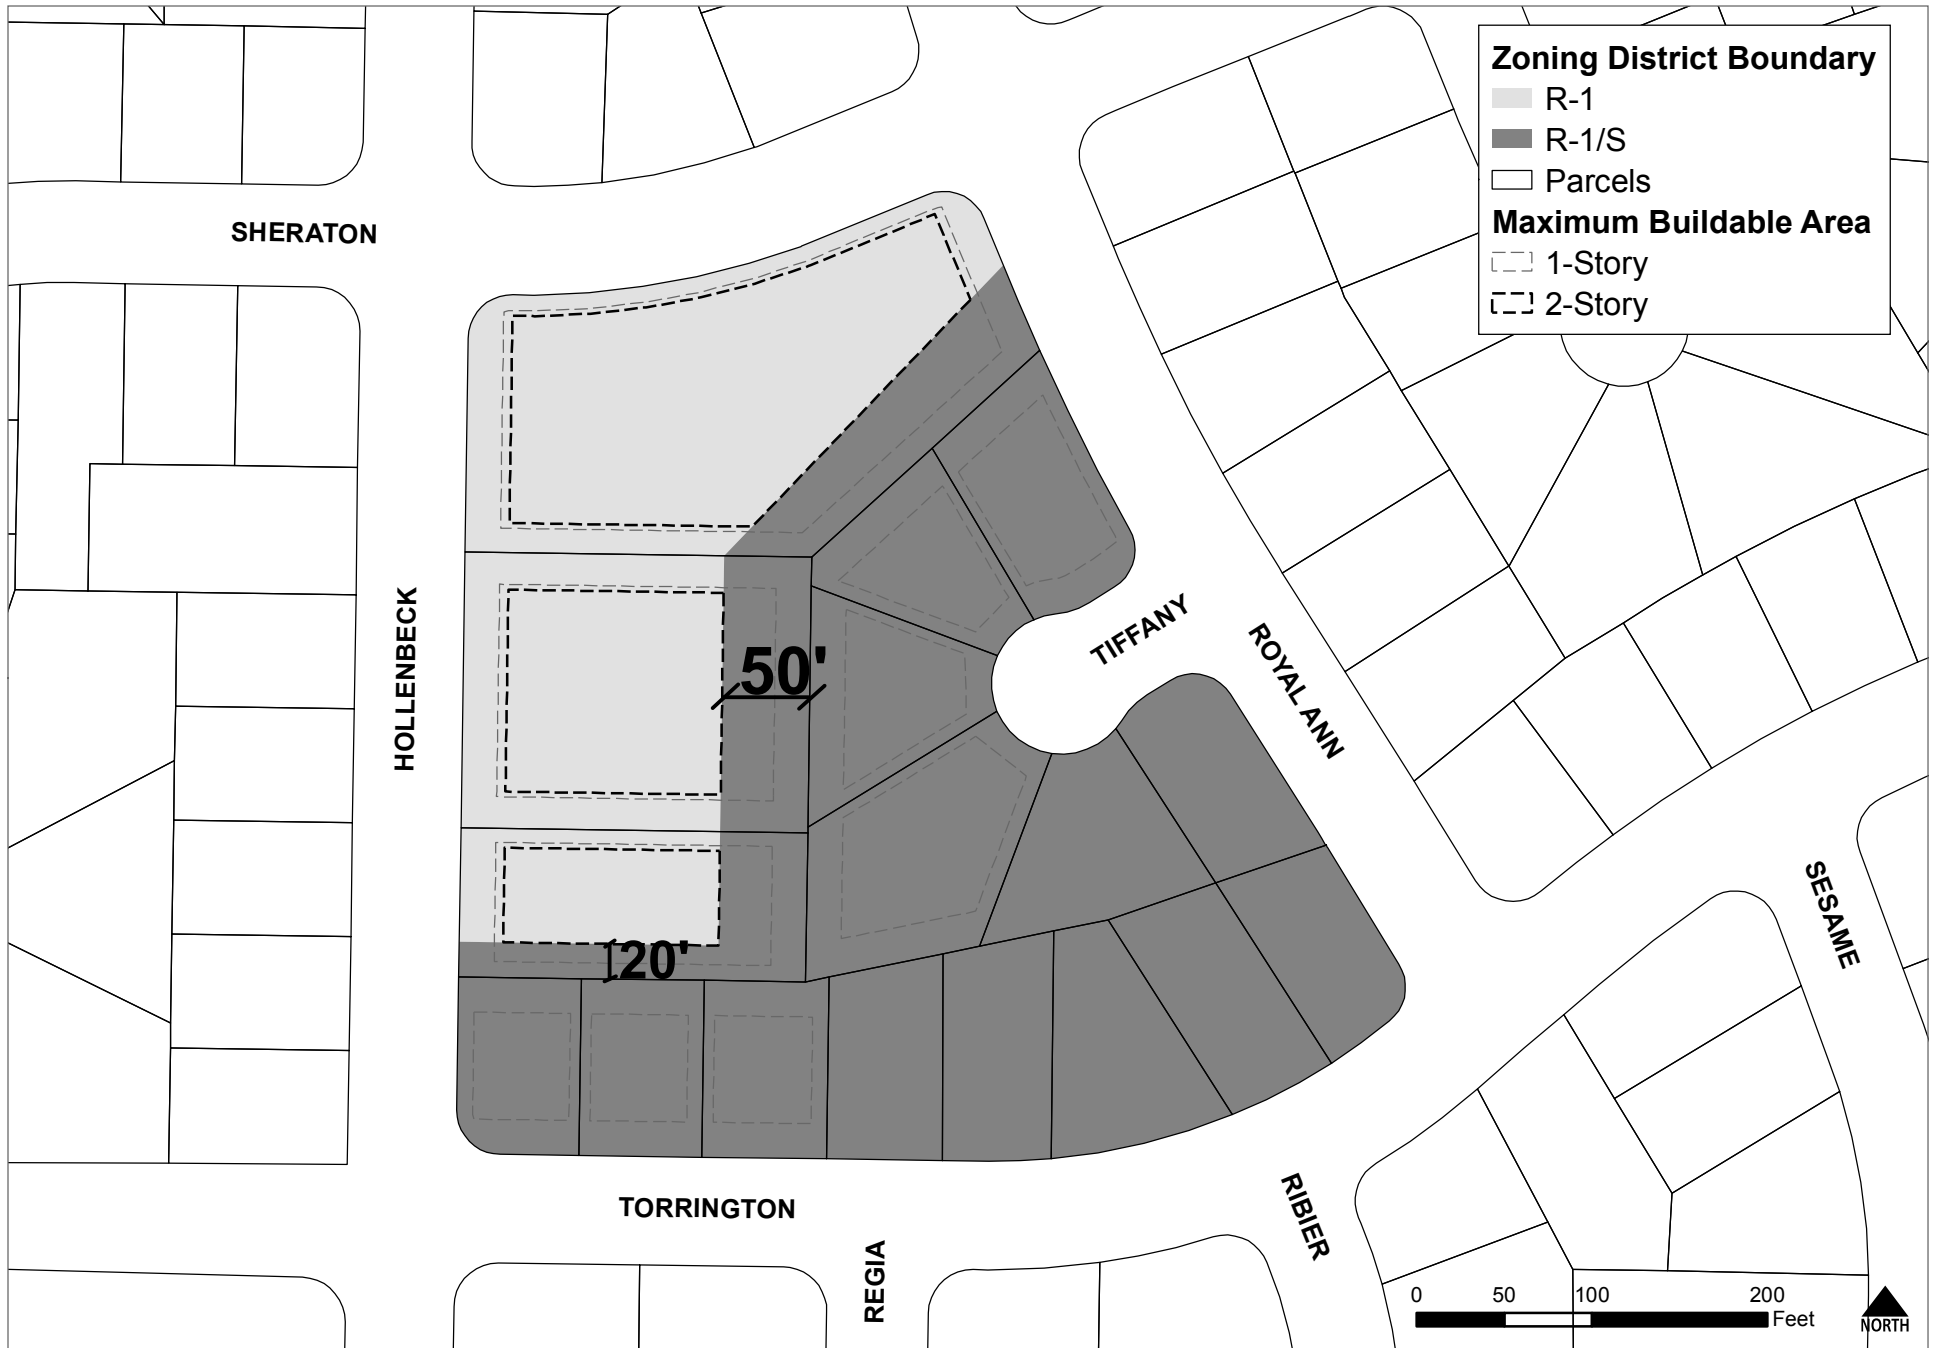 Zoning District Boundary
R-1
R-1/S
Parcels
Maximum Buildable Area
1-Story
2-Story
SHERATON
HOLLENBECK
50'
TIFFANY
ROYAL ANN
20'
SESAME
TORRINGTON
RIBIER
REGIA
0 50 100 200
Feet
NORTH